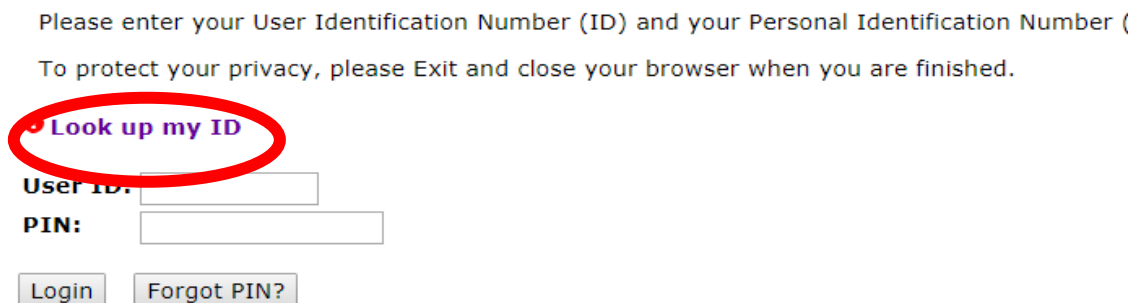 Please enter your User Identification Number (ID) and your Personal Identification Number (
To protect your privacy, please Exit and close your browser when you are finished.
Look up my ID
User ID:
PIN:
Login Forgot PIN?